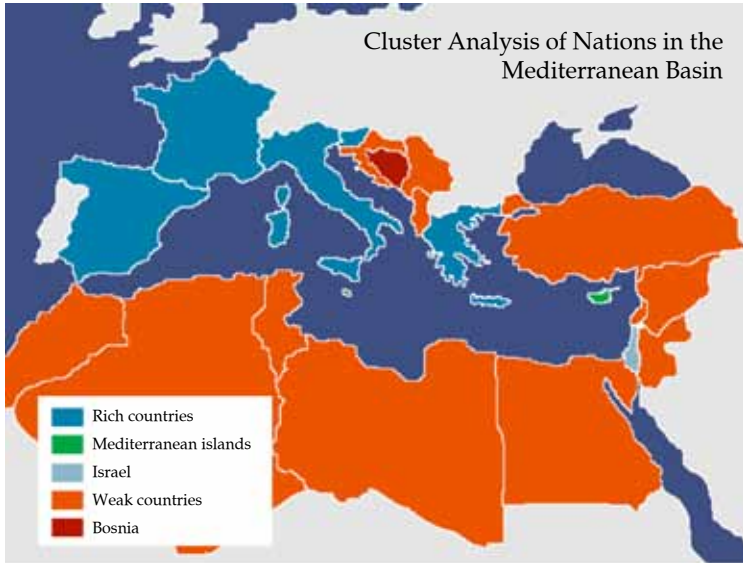 Cluster Analysis of Nations in the
Mediterranean Basin
Rich countries
Mediterranean islands
Israel
Weak countries
Bosnia